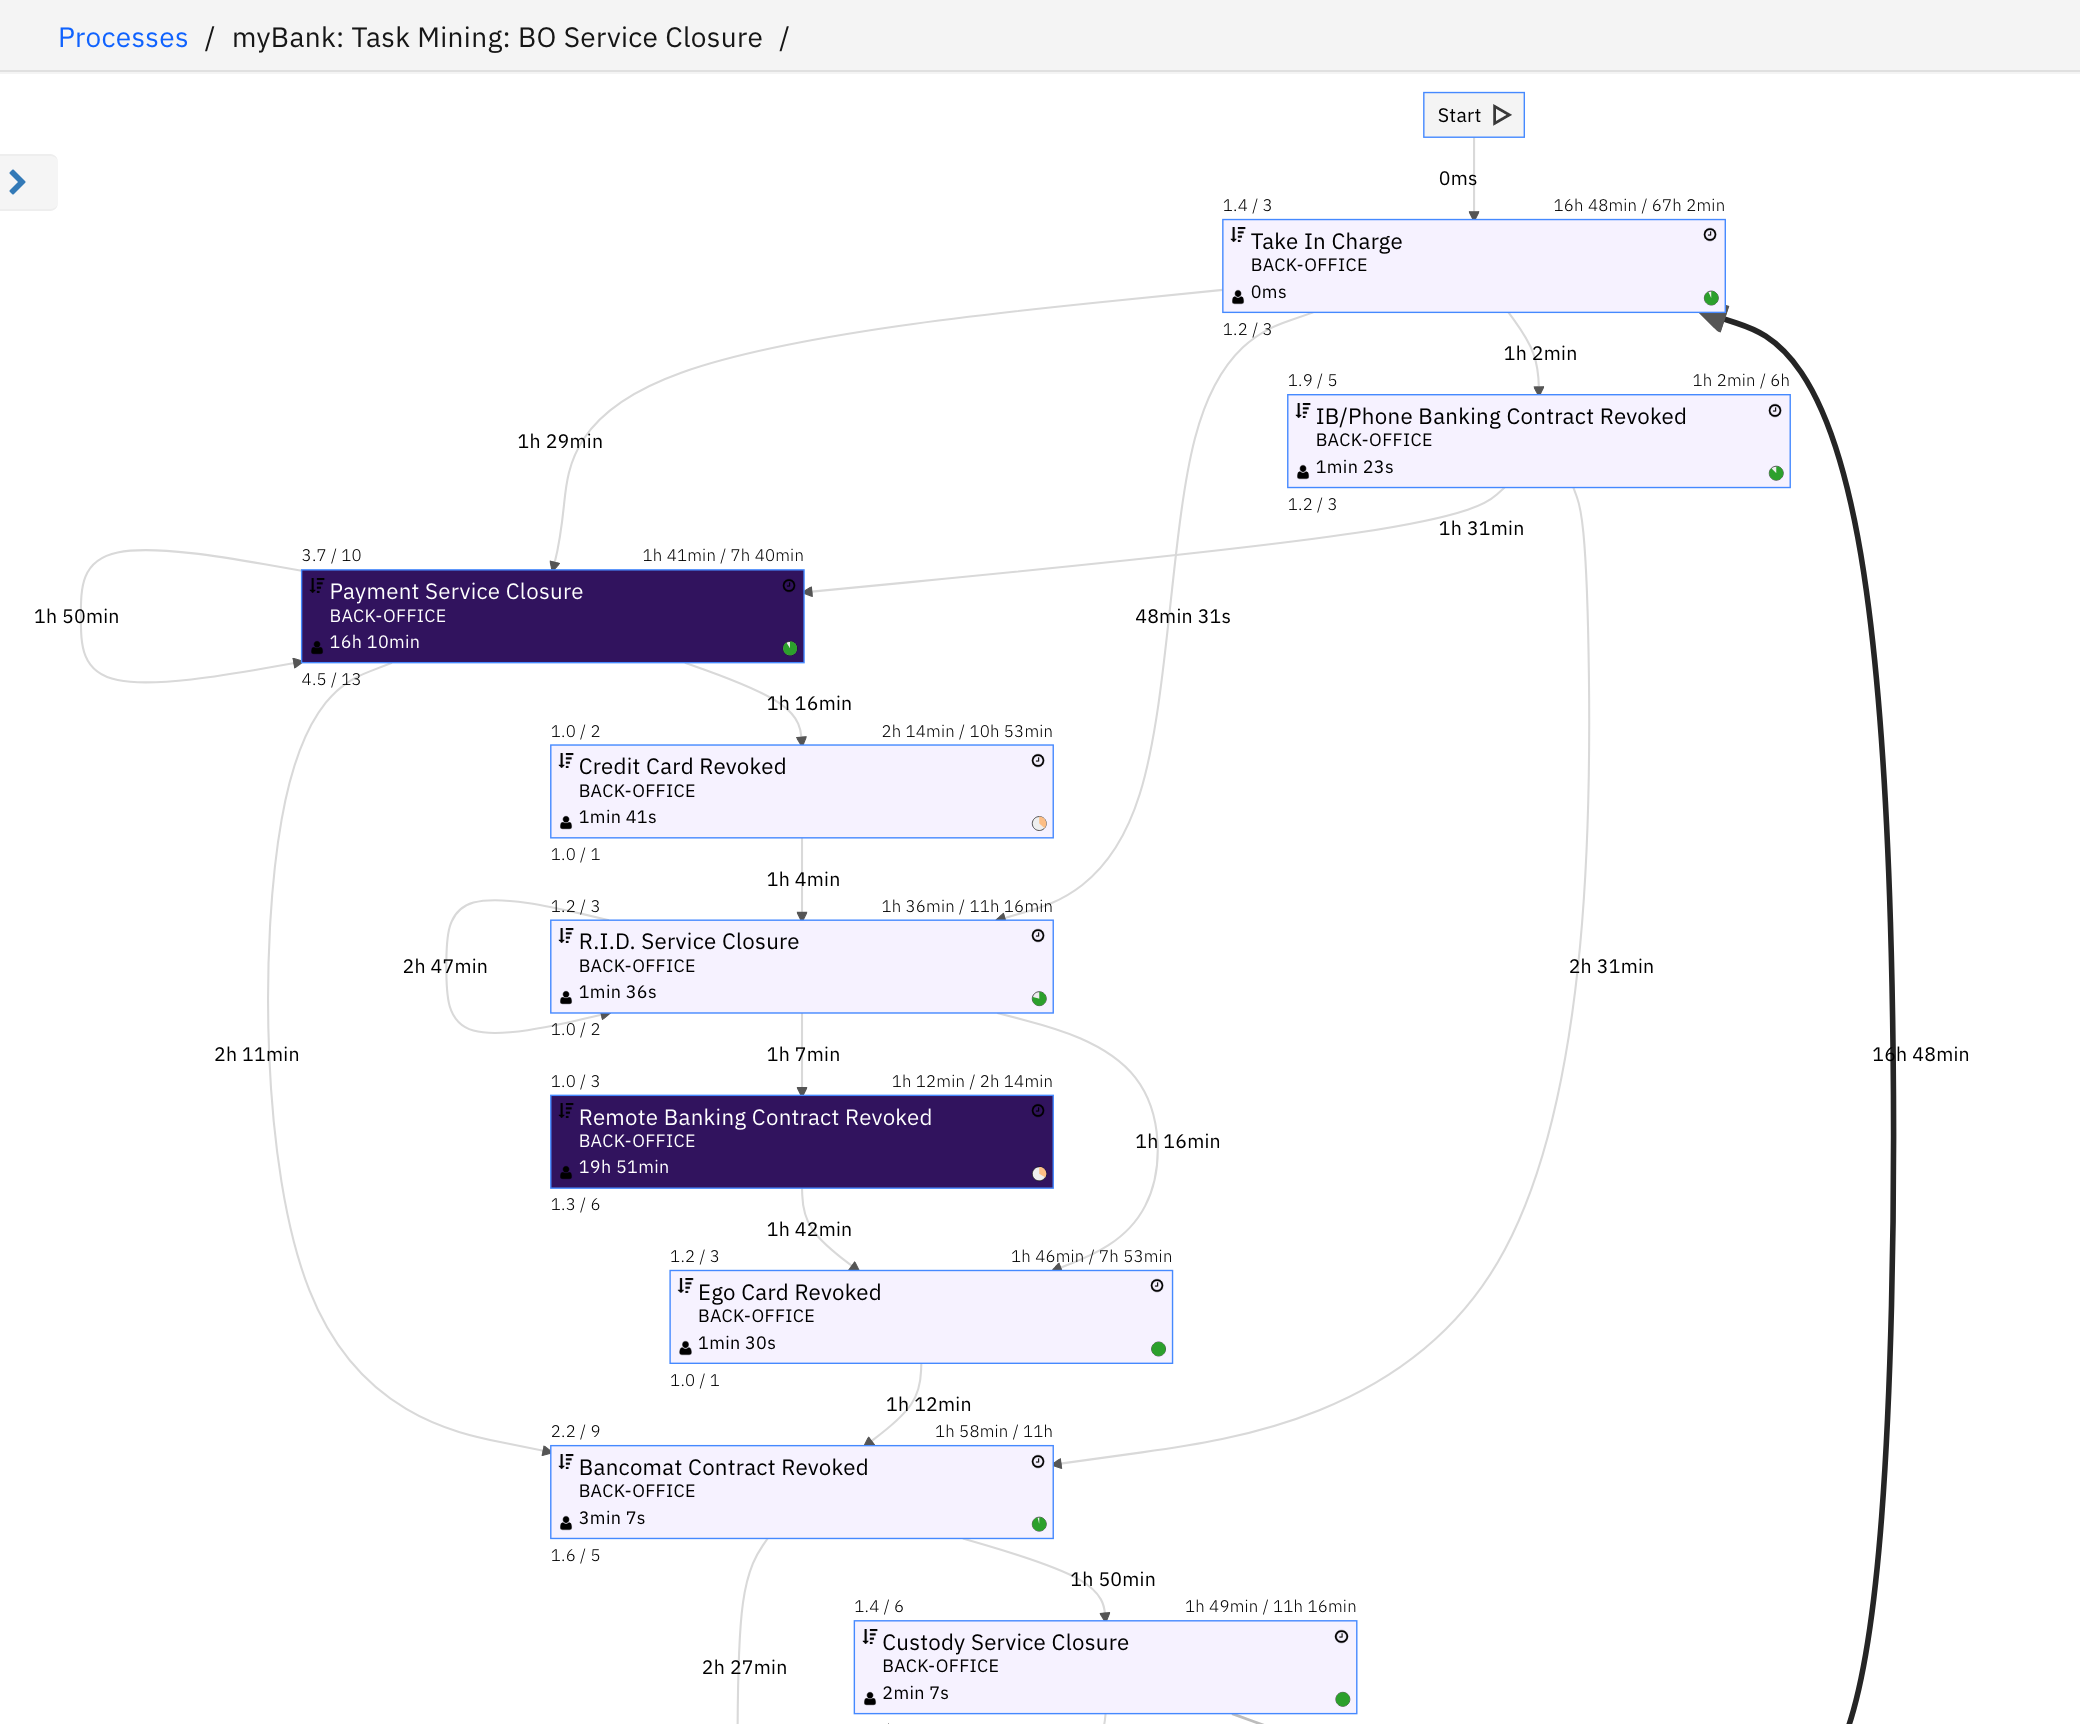 Processes / myBank: Task Mining: BO Service Closure /
Start
0ms
1.4 / 3
16h 48min / 67h 2min
Take In Charge
BACK-OFFICE
0ms
1.2 / 3
1h 2min
1.9 / 5
1h 2min / 6h
IB/Phone Banking Contract Revoked
BACK-OFFICE
1min 23s
1.2 / 3
1h 29min
1h 31min
3.7 / 10
1h 41min / 7h 40min
Payment Service Closure
BACK-OFFICE
16h 10min
4.5 / 13
1h 50min
48min 31s
1h 16min
1.0 / 2
2h 14min / 10h 53min
Credit Card Revoked
BACK-OFFICE
1min 41s
1.0 / 1
1h 4min
1.2 / 3
1h 36min / 11h 16min
R.I.D. Service Closure
BACK-OFFICE
1min 36s
1.0 / 2
2h 47min
2h 31min
2h 11min
1h 7min
16h 48min
1.0 / 3
1h 12min / 2h 14min
Remote Banking Contract Revoked
BACK-OFFICE
19h 51min
1.3 / 6
1h 16min
1h 42min
1.2 / 3
1h 46min / 7h 53min
Ego Card Revoked
BACK-OFFICE
1min 30s
1.0 / 1
1h 12min
2.2 / 9
1h 58min / 11h
Bancomat Contract Revoked
BACK-OFFICE
3min 7s
1.6 / 5
1h 50min
1.4 / 6
1h 49min / 11h 16min
Custody Service Closure
BACK-OFFICE
2min 7s
2h 27min